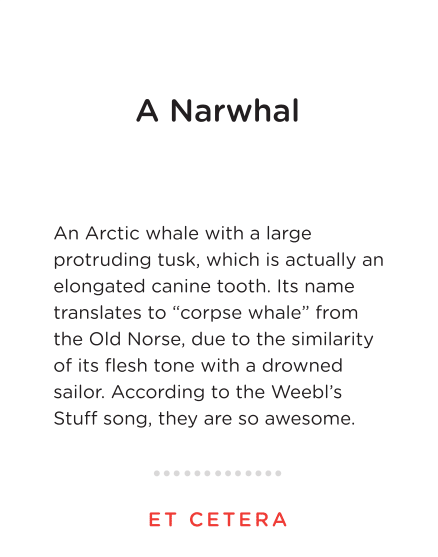 A Narwhal
An Arctic whale with a large
protruding tusk, which is actually an
elongated canine tooth. Its name
translates to “corpse whale” from
the Old Norse, due to the similarity
of its flesh tone with a drowned
sailor. According to the Weebl’s
Stuff song, they are so awesome.
ET CETERA